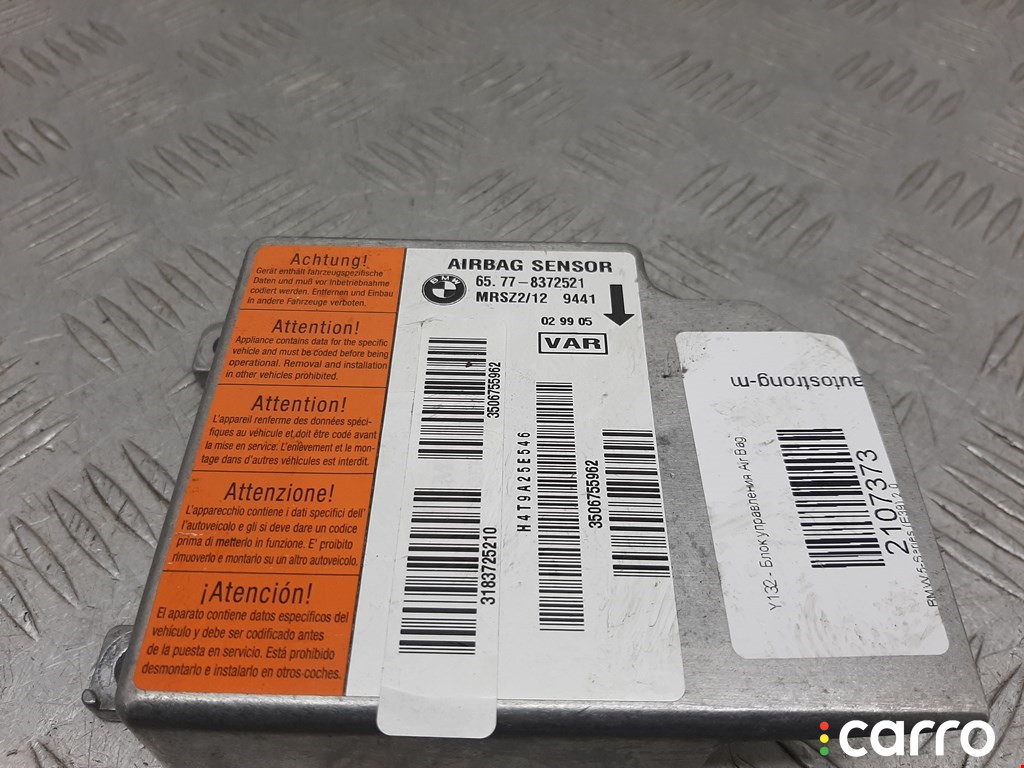 Achtung!
Gerät enthält fahrzeugspezifische
Daten und muß vor Inbetriebnahme
codiert werden. Entfernen und Einbau
in andere Fahrzeuge verboten.
Attention!
Appliance contains data for the specific
vehicle and must be coded before being
operational. Removal and installation
in other vehicles prohibited.
Attention!
L'appareil renferme des données spéci-
fiques au véhicule et doit être codé avant
la mise en service. L'enlèvement et le mon-
tage dans d'autres véhicules est interdit.
Attenzione!
L'apparecchio contiene i dati specifici dell'
l'autoveicolo e gli si deve dare un codice
prima di metterlo in funzione. E' proibito
rimuoverlo e montarlo su un altro autoveicolo.
¡Atención!
El aparato contiene datos específicos del
vehículo y debe ser codificado antes
de la puesta en servicio. Está prohibido
desmontarlo e instalarlo en otros coches.
AIRBAG SENSOR
BMW
65.77-8372521
MRSZ2/12 9441
02 99 05
VAR
3506755962
3183725210
H4T9A25E546
3506755962
autostrong-m
Y132 - Блок управления Air Bag
2107373
BMW 5-Series (E39) 2.0
carro